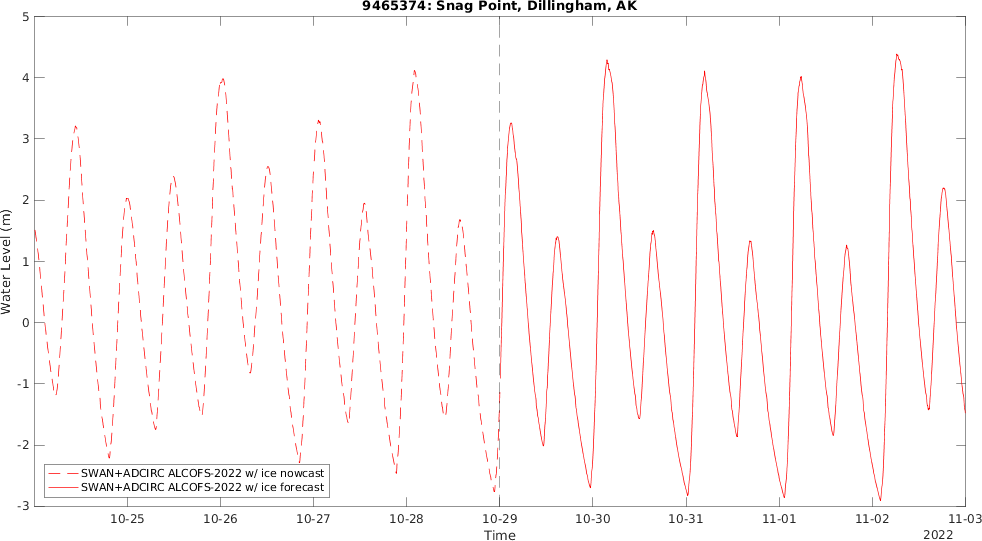 9465374: Snag Point, Dillingham, AK
Water Level (m)
5
4
3
2
1
0
-1
-2
-3
SWAN+ADCIRC ALCOFS-2022 w/ ice nowcast
SWAN+ADCIRC ALCOFS-2022 w/ ice forecast
10-25 10-26 10-27 10-28 10-29 10-30 10-31 11-01 11-02 11-03
Time
2022